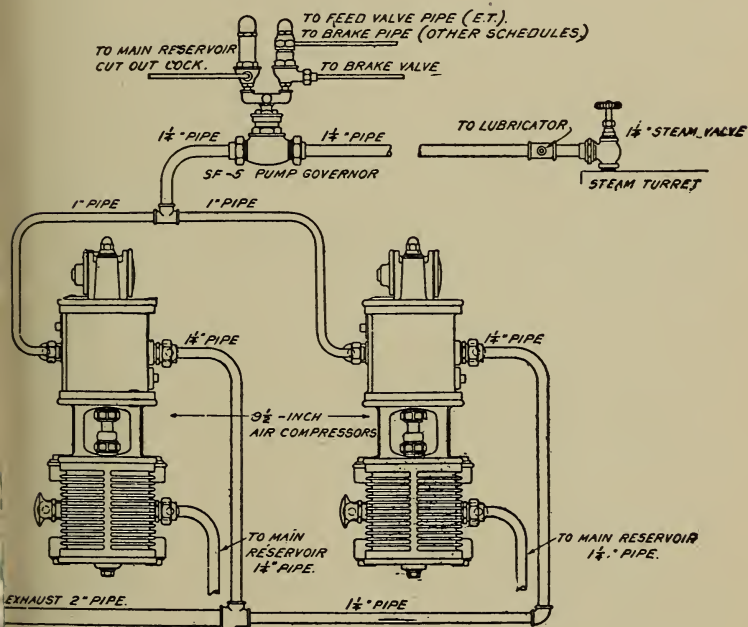 TO FEED VALVE PIPE (E.T.).
TO BRAKE PIPE (OTHER SCHEDULES)
TO MAIN RESERVOIR
CUT OUT COCK.
TO BRAKE VALVE
1¼" PIPE
1¼" PIPE
TO LUBRICATOR
1¼" STEAM VALVE
SF-5 PUMP GOVERNOR
STEAM TURRET
1" PIPE
1" PIPE
1¼" PIPE
1¼" PIPE
9½-INCH
AIR COMPRESSORS
TO MAIN
RESERVOIR
1¼" PIPE.
TO MAIN RESERVOIR
1¼" PIPE.
EXHAUST 2" PIPE.
1¼" PIPE